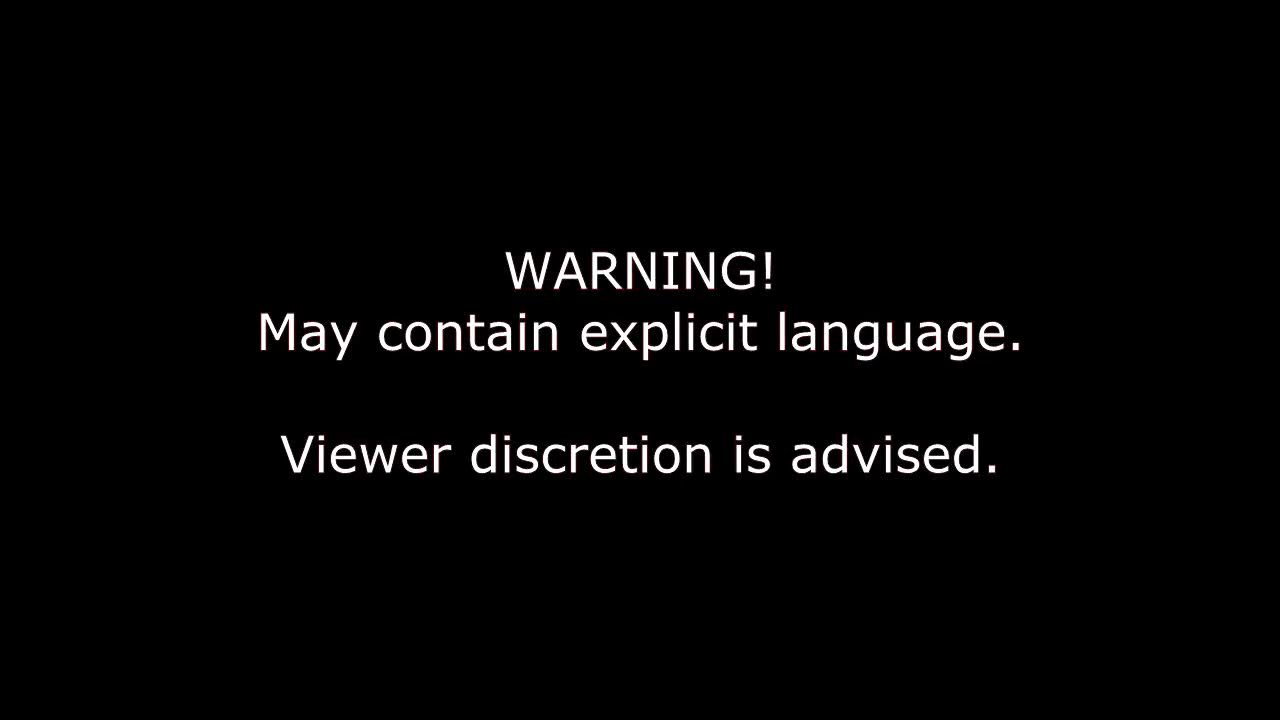 WARNING!
May contain explicit language.
Viewer discretion is advised.